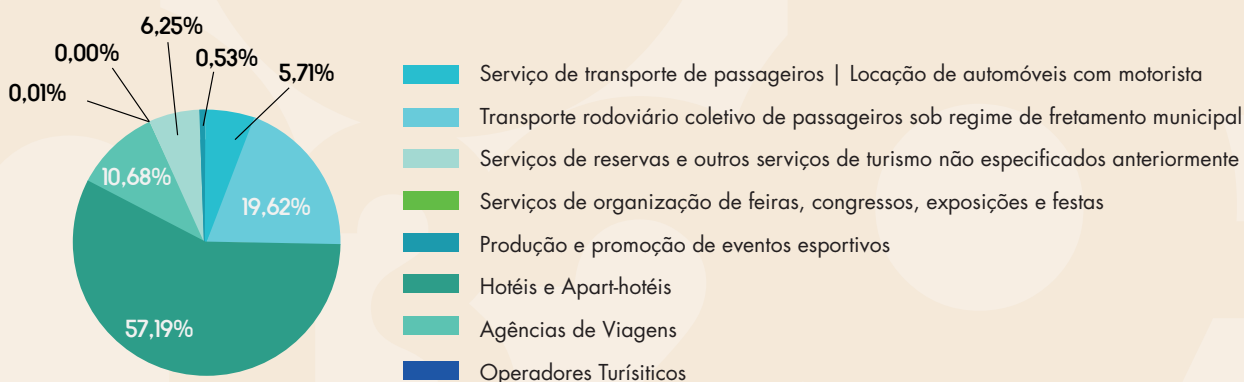 6,25%
0,00%
0,53%
5,71%
0,01%
10,68%
19,62%
57,19%
Serviço de transporte de passageiros | Locação de automóveis com motorista
Transporte rodoviário coletivo de passageiros sob regime de fretamento municipal
Serviços de reservas e outros serviços de turismo não especificados anteriormente
Serviços de organização de feiras, congressos, exposições e festas
Produção e promoção de eventos esportivos
Hotéis e Apart-hotéis
Agências de Viagens
Operadores Turísiticos